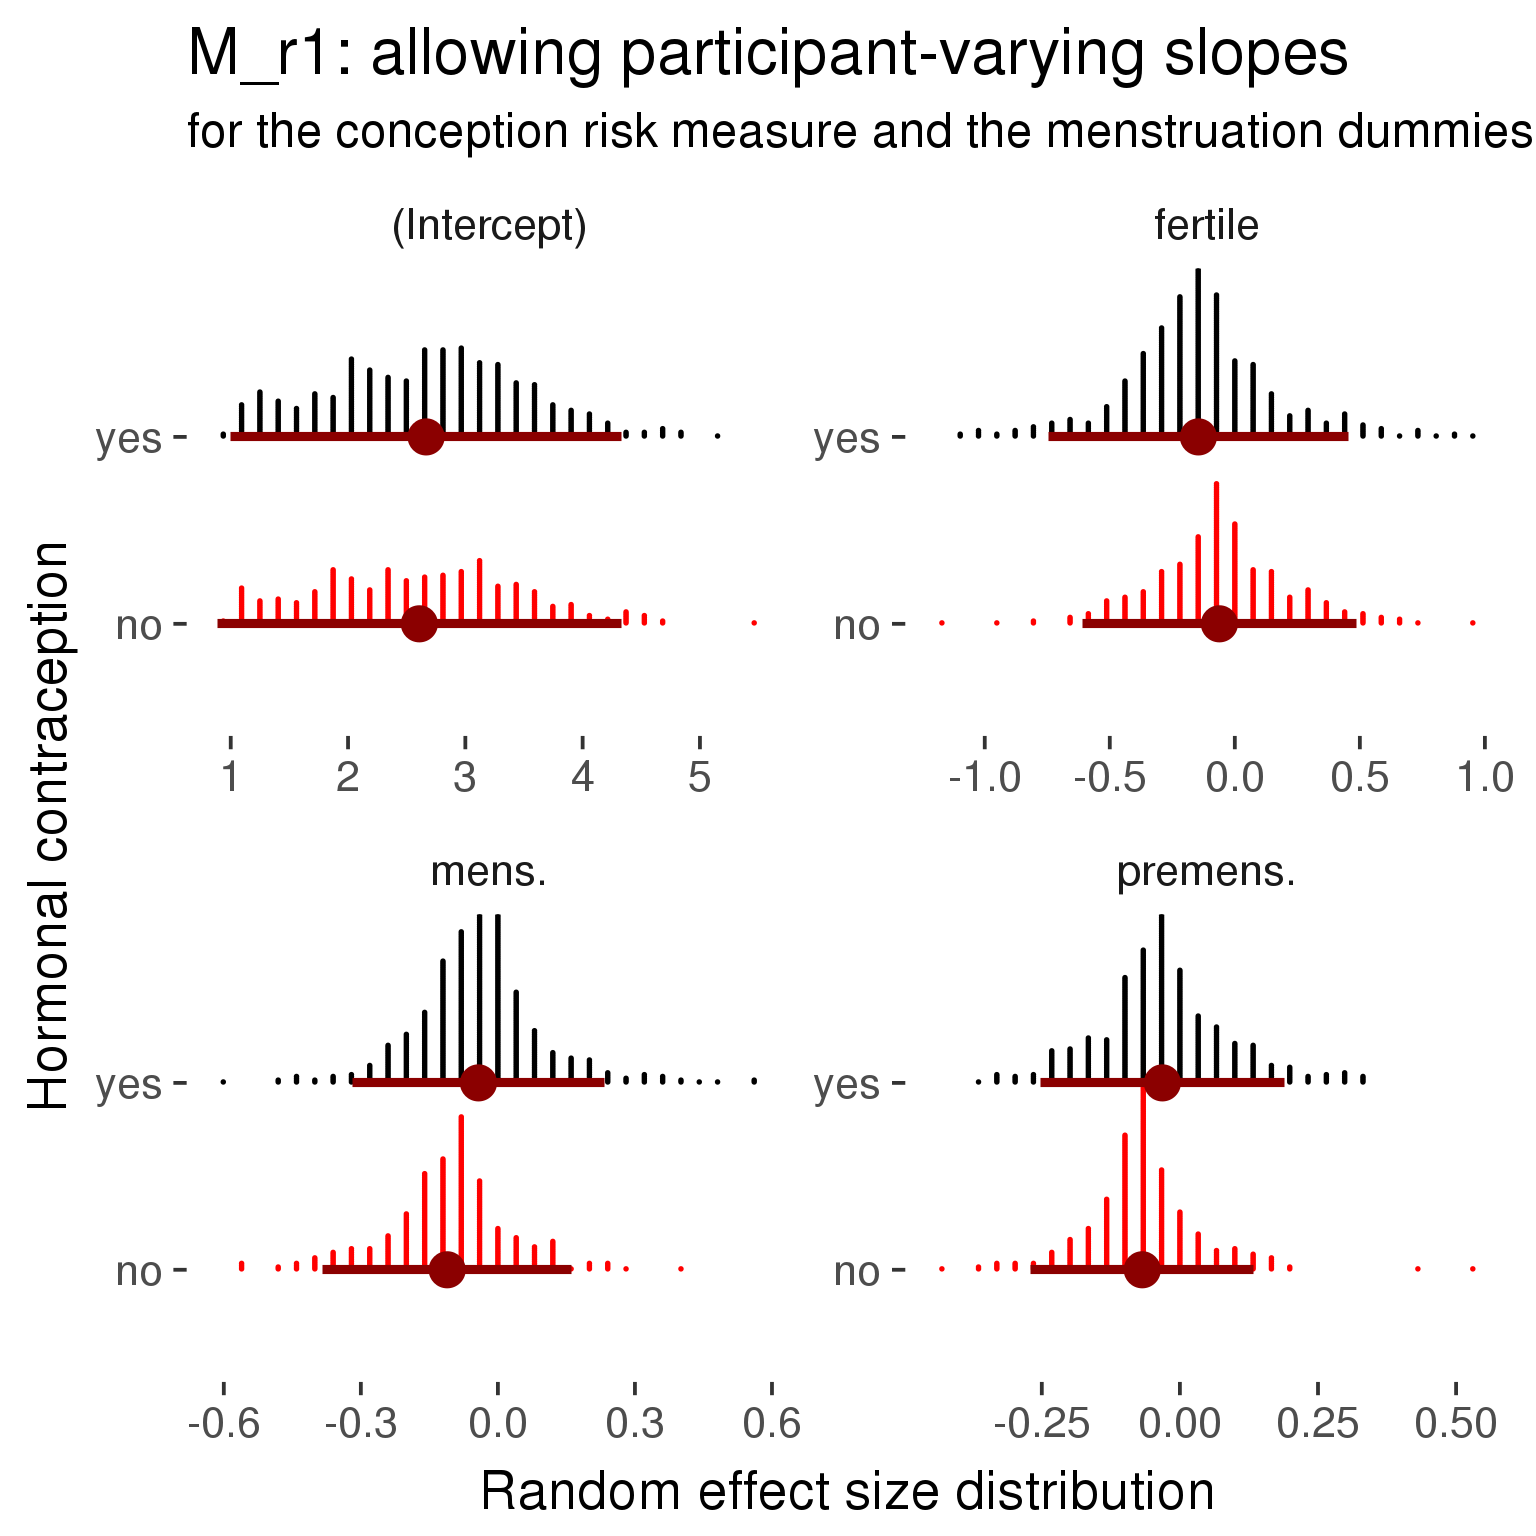 M_r1: allowing participant-varying slopes
for the conception risk measure and the menstruation dummies
(Intercept)
fertile
yes
yes
no
no
1 2 3 4 5
-1.0 -0.5 0.0 0.5 1.0
mens.
premens.
yes
yes
no
no
-0.6 -0.3 0.0 0.3 0.6
-0.25 0.00 0.25 0.50
Hormonal contraception
Random effect size distribution